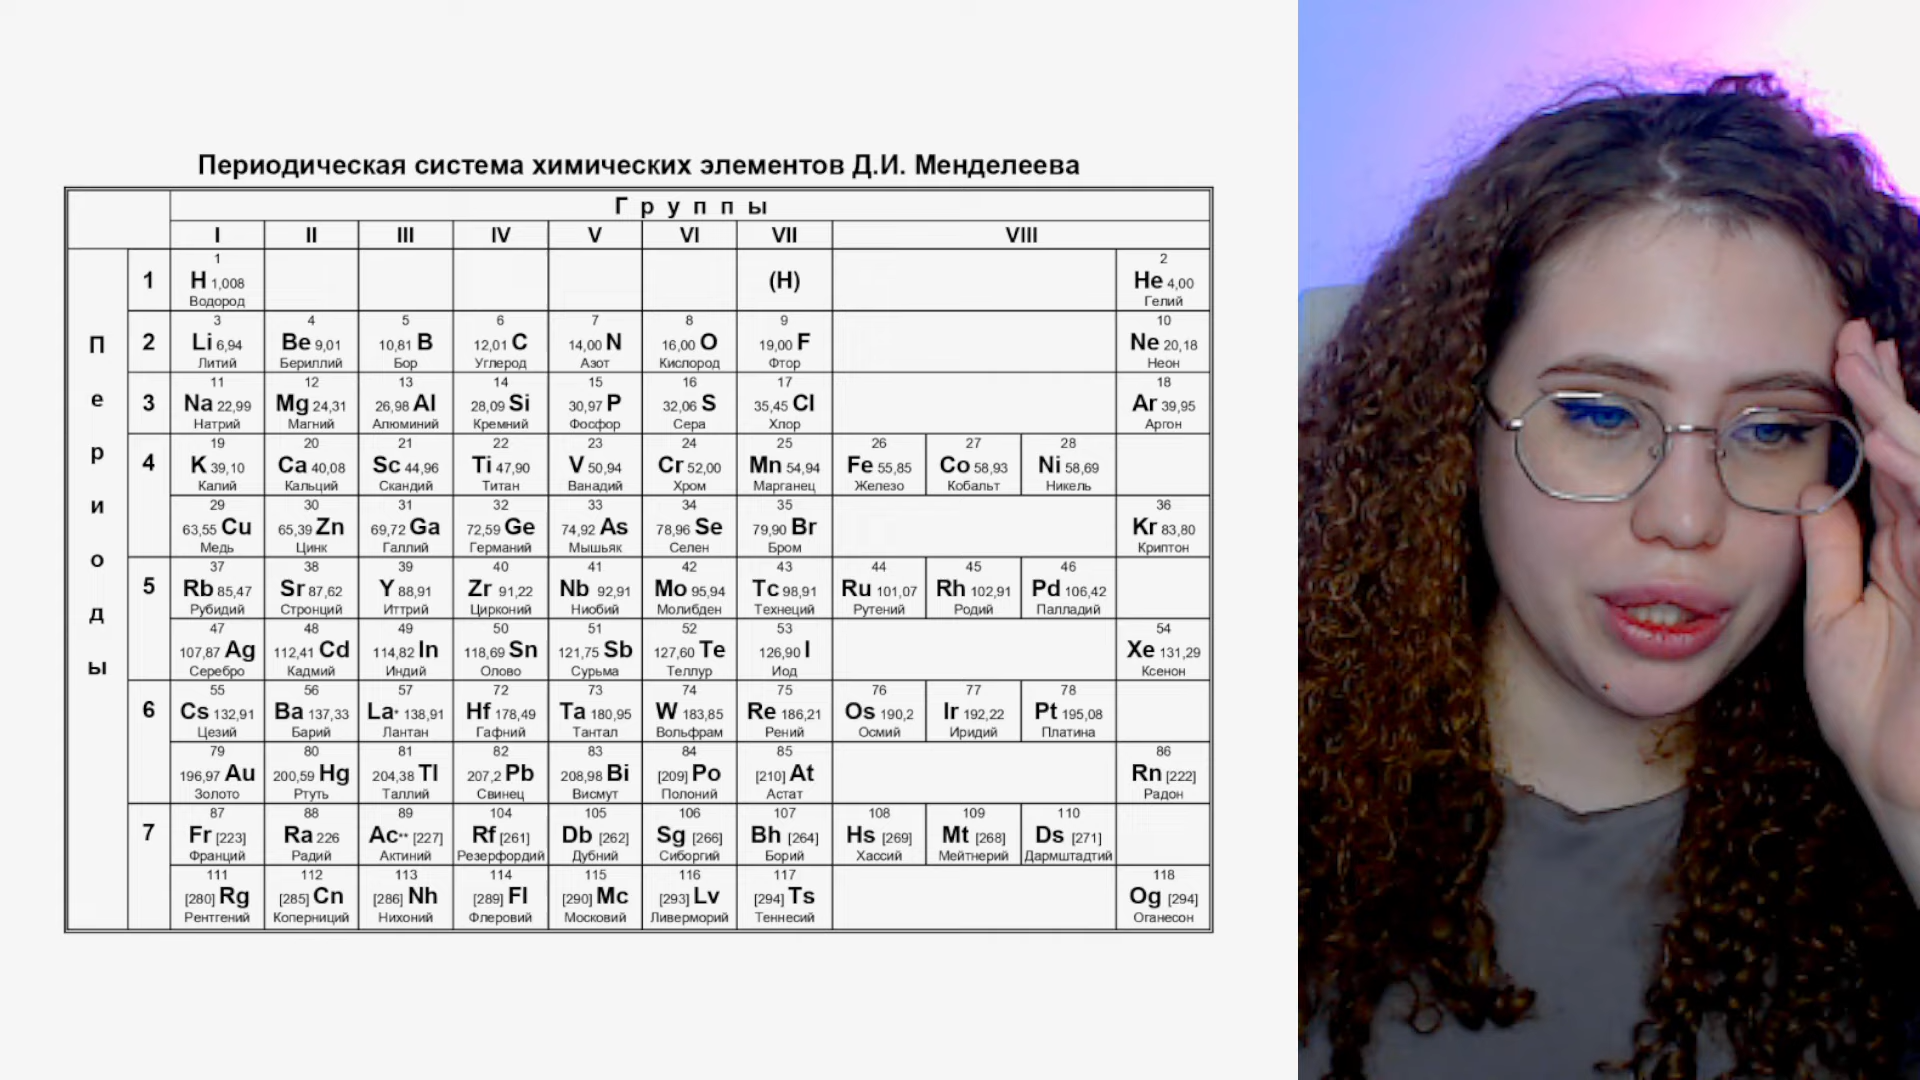 Периодическая система химических элементов Д.И. Менделеева
Группы
I II III IV V VI VII VIII
Периоды
1
1 2
H 1,008 (H) He 4,00
Водород Гелий
2
3 4 5 6 7 8 9 10
Li 6,94 Be 9,01 10,81 B 12,01 C 14,00 N 16,00 O 19,00 F Ne 20,18
Литий Бериллий Бор Углерод Азот Кислород Фтор Неон
3
11 12 13 14 15 16 17 18
Na 22,99 Mg 24,31 26,98 Al 28,09 Si 30,97 P 32,06 S 35,45 Cl Ar 39,95
Натрий Магний Алюминий Кремний Фосфор Сера Хлор Аргон
4
19 20 21 22 23 24 25 26 27 28
K 39,10 Ca 40,08 Sc 44,96 Ti 47,90 V 50,94 Cr 52,00 Mn 54,94 Fe 55,85 Co 58,93 Ni 58,69
Калий Кальций Скандий Титан Ванадий Хром Марганец Железо Кобальт Никель
29 30 31 32 33 34 35 36
63,55 Cu 65,39 Zn 69,72 Ga 72,59 Ge 74,92 As 78,96 Se 79,90 Br Kr 83,80
Медь Цинк Галлий Германий Мышьяк Селен Бром Криптон
5
37 38 39 40 41 42 43 44 45 46
Rb 85,47 Sr 87,62 Y 88,91 Zr 91,22 Nb 92,91 Mo 95,94 Tc 98,91 Ru 101,07 Rh 102,91 Pd 106,42
Рубидий Стронций Иттрий Цирконий Ниобий Молибден Технеций Рутений Родий Палладий
47 48 49 50 51 52 53 54
107,87 Ag 112,41 Cd 114,82 In 118,69 Sn 121,75 Sb 127,60 Te 126,90 I Xe 131,29
Серебро Кадмий Индий Олово Сурьма Теллур Иод Ксенон
6
55 56 57 72 73 74 75 76 77 78
Cs 132,91 Ba 137,33 La* 138,91 Hf 178,49 Ta 180,95 W 183,85 Re 186,21 Os 190,2 Ir 192,22 Pt 195,08
Цезий Барий Лантан Гафний Тантал Вольфрам Рений Осмий Иридий Платина
79 80 81 82 83 84 85 86
196,97 Au 200,59 Hg 204,38 Tl 207,2 Pb 208,98 Bi [209] Po [210] At Rn [222]
Золото Ртуть Таллий Свинец Висмут Полоний Астат Радон
7
87 88 89 104 105 106 107 108 109 110
Fr [223] Ra 226 Ac** [227] Rf [261] Db [262] Sg [266] Bh [264] Hs [269] Mt [268] Ds [271]
Франций Радий Актиний Резерфордий Дубний Сиборгий Борий Хассий Мейтнерий Дармштадтий
111 112 113 114 115 116 117 118
[280] Rg [285] Cn [286] Nh [289] Fl [290] Mc [293] Lv [294] Ts Og [294]
Рентгений Коперниций Нихоний Флеровий Московий Ливерморий Теннесий Оганесон